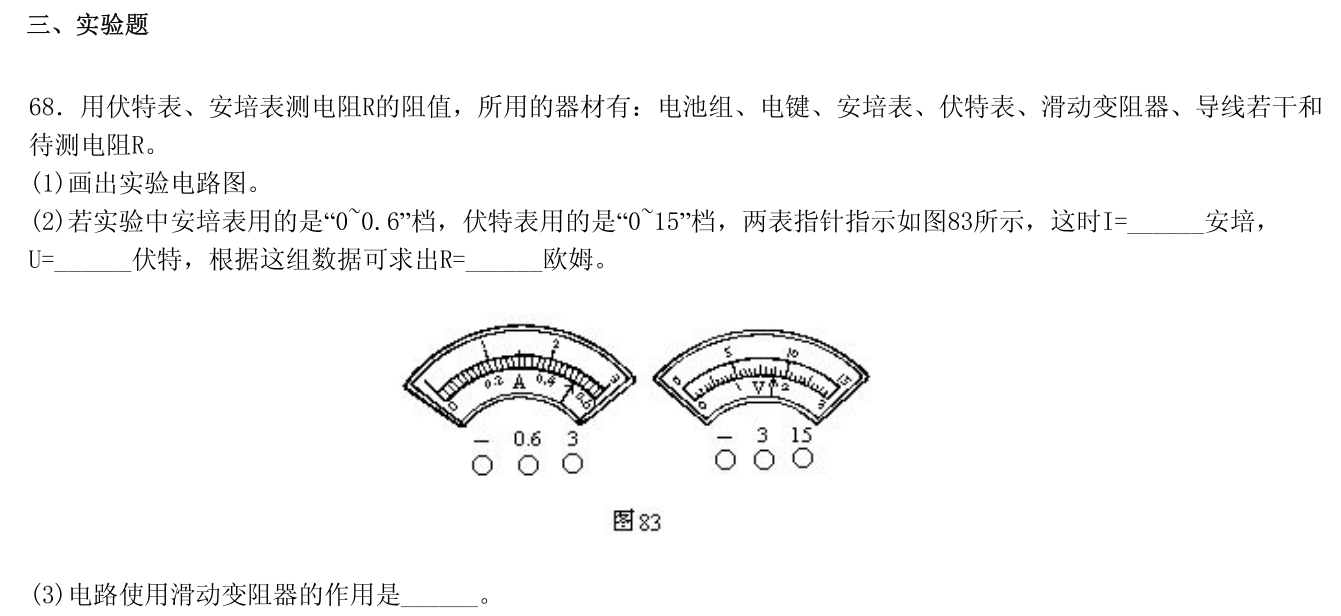 三、实验题
68．用伏特表、安培表测电阻R的阻值，所用的器材有：电池组、电键、安培表、伏特表、滑动变阻器、导线若干和
待测电阻R。
(1)画出实验电路图。
(2)若实验中安培表用的是“0~0.6”档，伏特表用的是“0~15”档，两表指针指示如图83所示，这时I=______安培，
U=______伏特，根据这组数据可求出R=______欧姆。
1 2 3
0 0.2 A 0.4 0.6
— 0.6 3
0 5 10 15
0 1 V 2 3
— 3 15
图83
(3)电路使用滑动变阻器的作用是______。